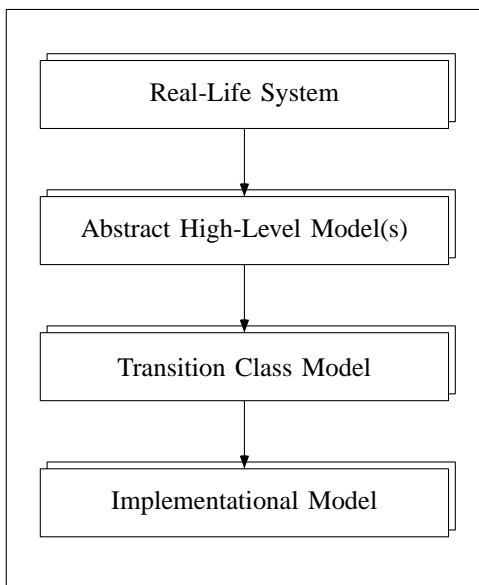 Real-Life System
Abstract High-Level Model(s)
Transition Class Model
Implementational Model